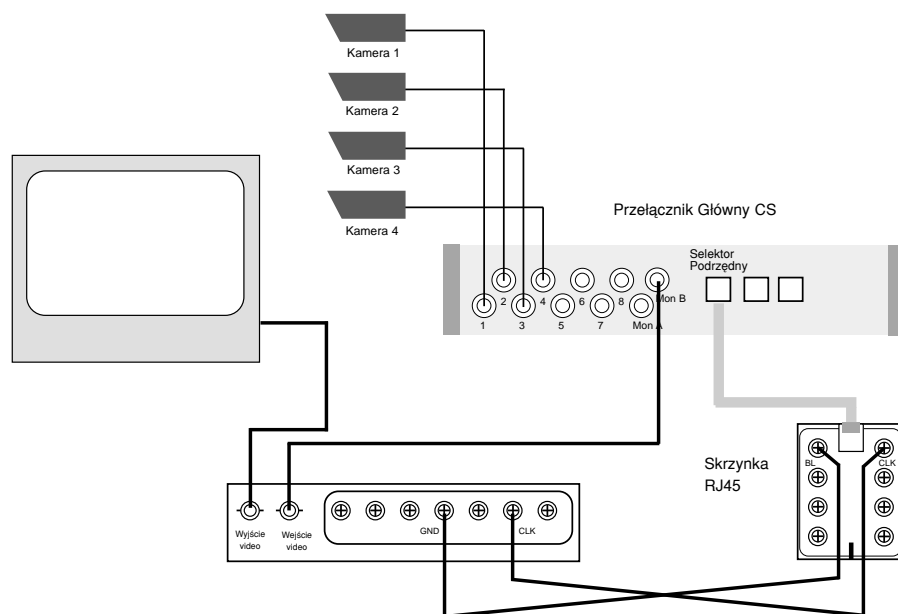 Kamera 1
Kamera 2
Kamera 3
Kamera 4
Przełącznik Główny CS
Selektor
Podrzędny
2
4
6
8
Mon B
1
3
5
7
Mon A
Skrzynka
RJ45
BL
CLK
Wyjście
video
Wejście
video
GND
CLK